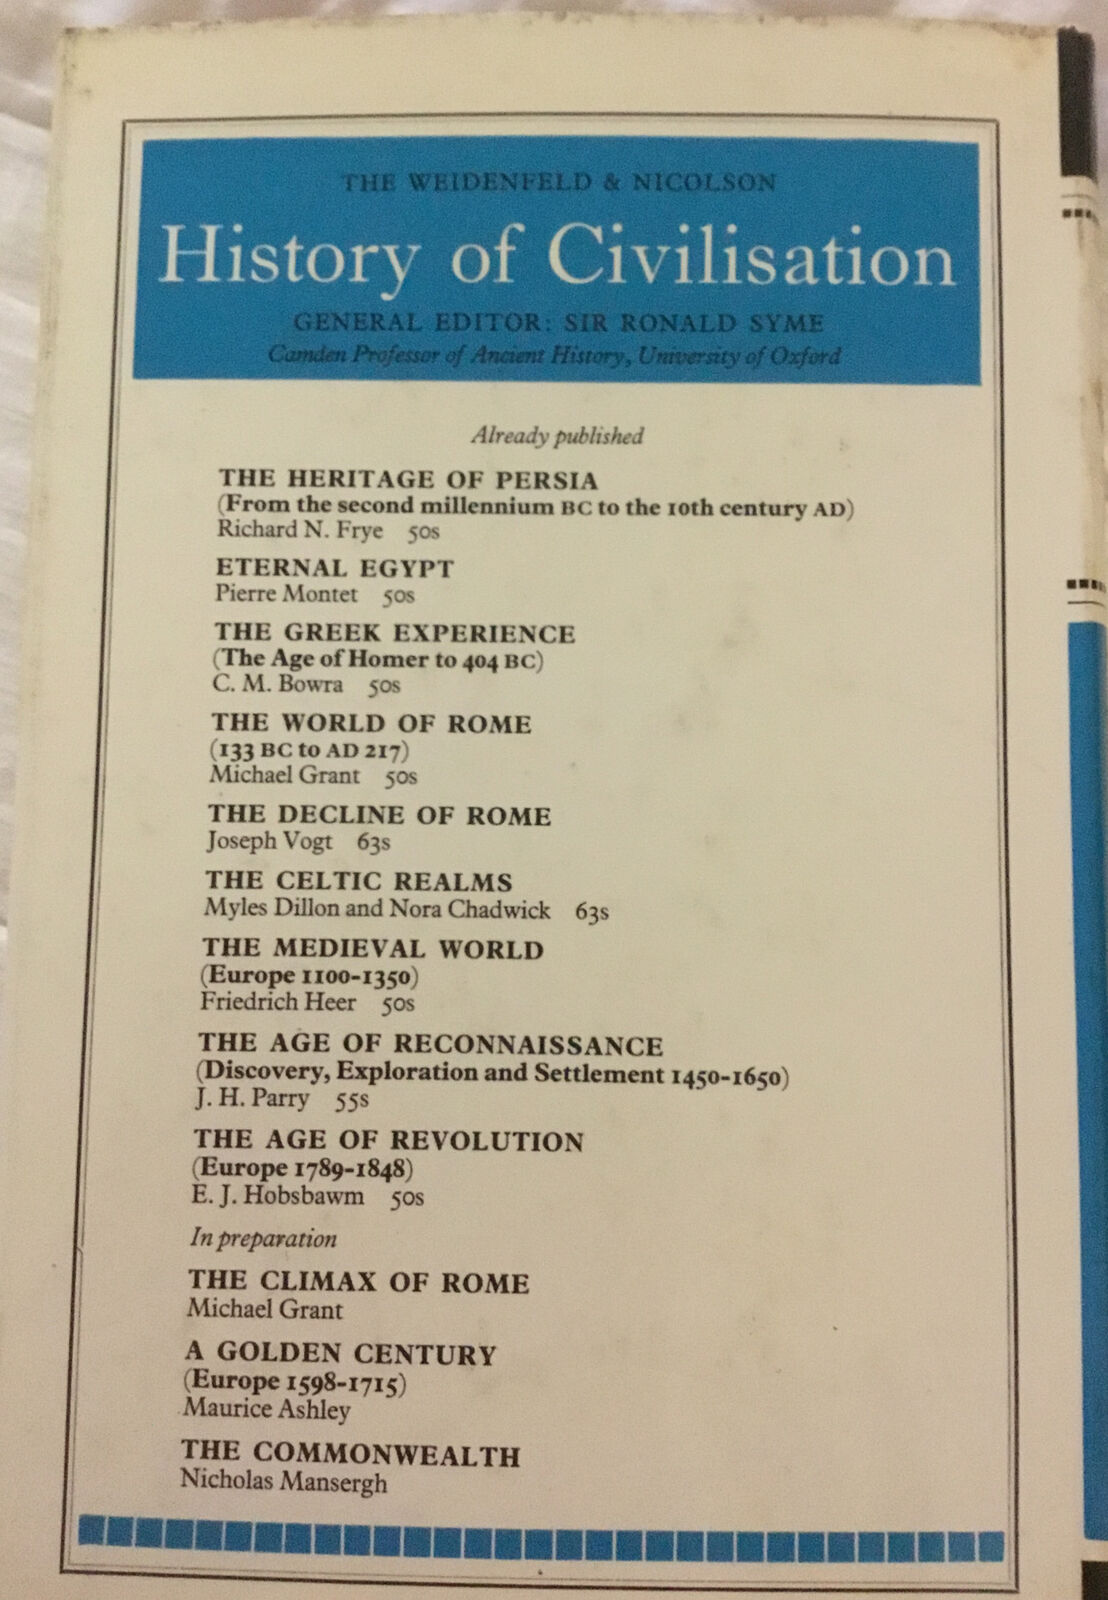 THE WEIDENFELD & NICOLSON
History of Civilisation
GENERAL EDITOR: SIR RONALD SYME
Camden Professor of Ancient History, University of Oxford
Already published
THE HERITAGE OF PERSIA
(From the second millennium BC to the 10th century AD)
Richard N. Frye 50s
ETERNAL EGYPT
Pierre Montet 50s
THE GREEK EXPERIENCE
(The Age of Homer to 404 BC)
C. M. Bowra 50s
THE WORLD OF ROME
(133 BC to AD 217)
Michael Grant 50s
THE DECLINE OF ROME
Joseph Vogt 63s
THE CELTIC REALMS
Myles Dillon and Nora Chadwick 63s
THE MEDIEVAL WORLD
(Europe 1100-1350)
Friedrich Heer 50s
THE AGE OF RECONNAISSANCE
(Discovery, Exploration and Settlement 1450-1650)
J. H. Parry 55s
THE AGE OF REVOLUTION
(Europe 1789-1848)
E. J. Hobsbawm 50s
In preparation
THE CLIMAX OF ROME
Michael Grant
A GOLDEN CENTURY
(Europe 1598-1715)
Maurice Ashley
THE COMMONWEALTH
Nicholas Mansergh